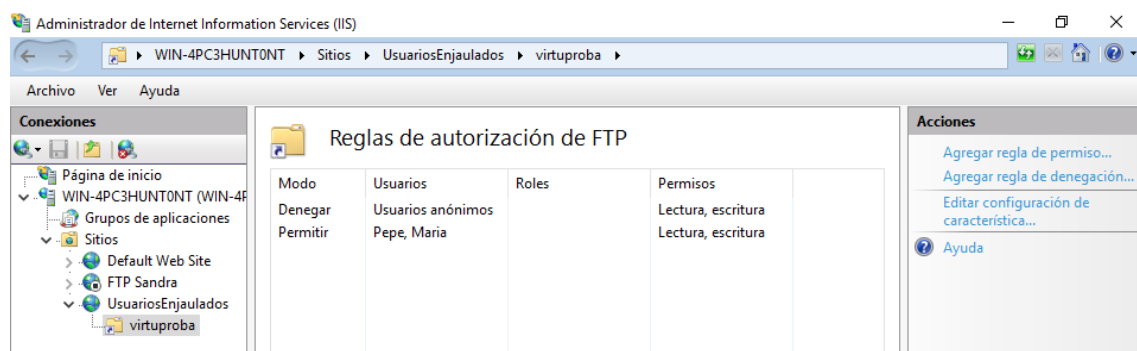 Administrador de Internet Information Services (IIS)
WIN-4PC3HUNT0NT Sitios UsuariosEnjaulados virtuproba
Archivo Ver Ayuda
Conexiones
Página de inicio
WIN-4PC3HUNT0NT (WIN-4P
Grupos de aplicaciones
Sitios
Default Web Site
FTP Sandra
UsuariosEnjaulados
virtuproba
Reglas de autorización de FTP
Modo Usuarios Roles Permisos
Denegar Usuarios anónimos Lectura, escritura
Permitir Pepe, Maria Lectura, escritura
Acciones
Agregar regla de permiso...
Agregar regla de denegación...
Editar configuración de
característica...
Ayuda